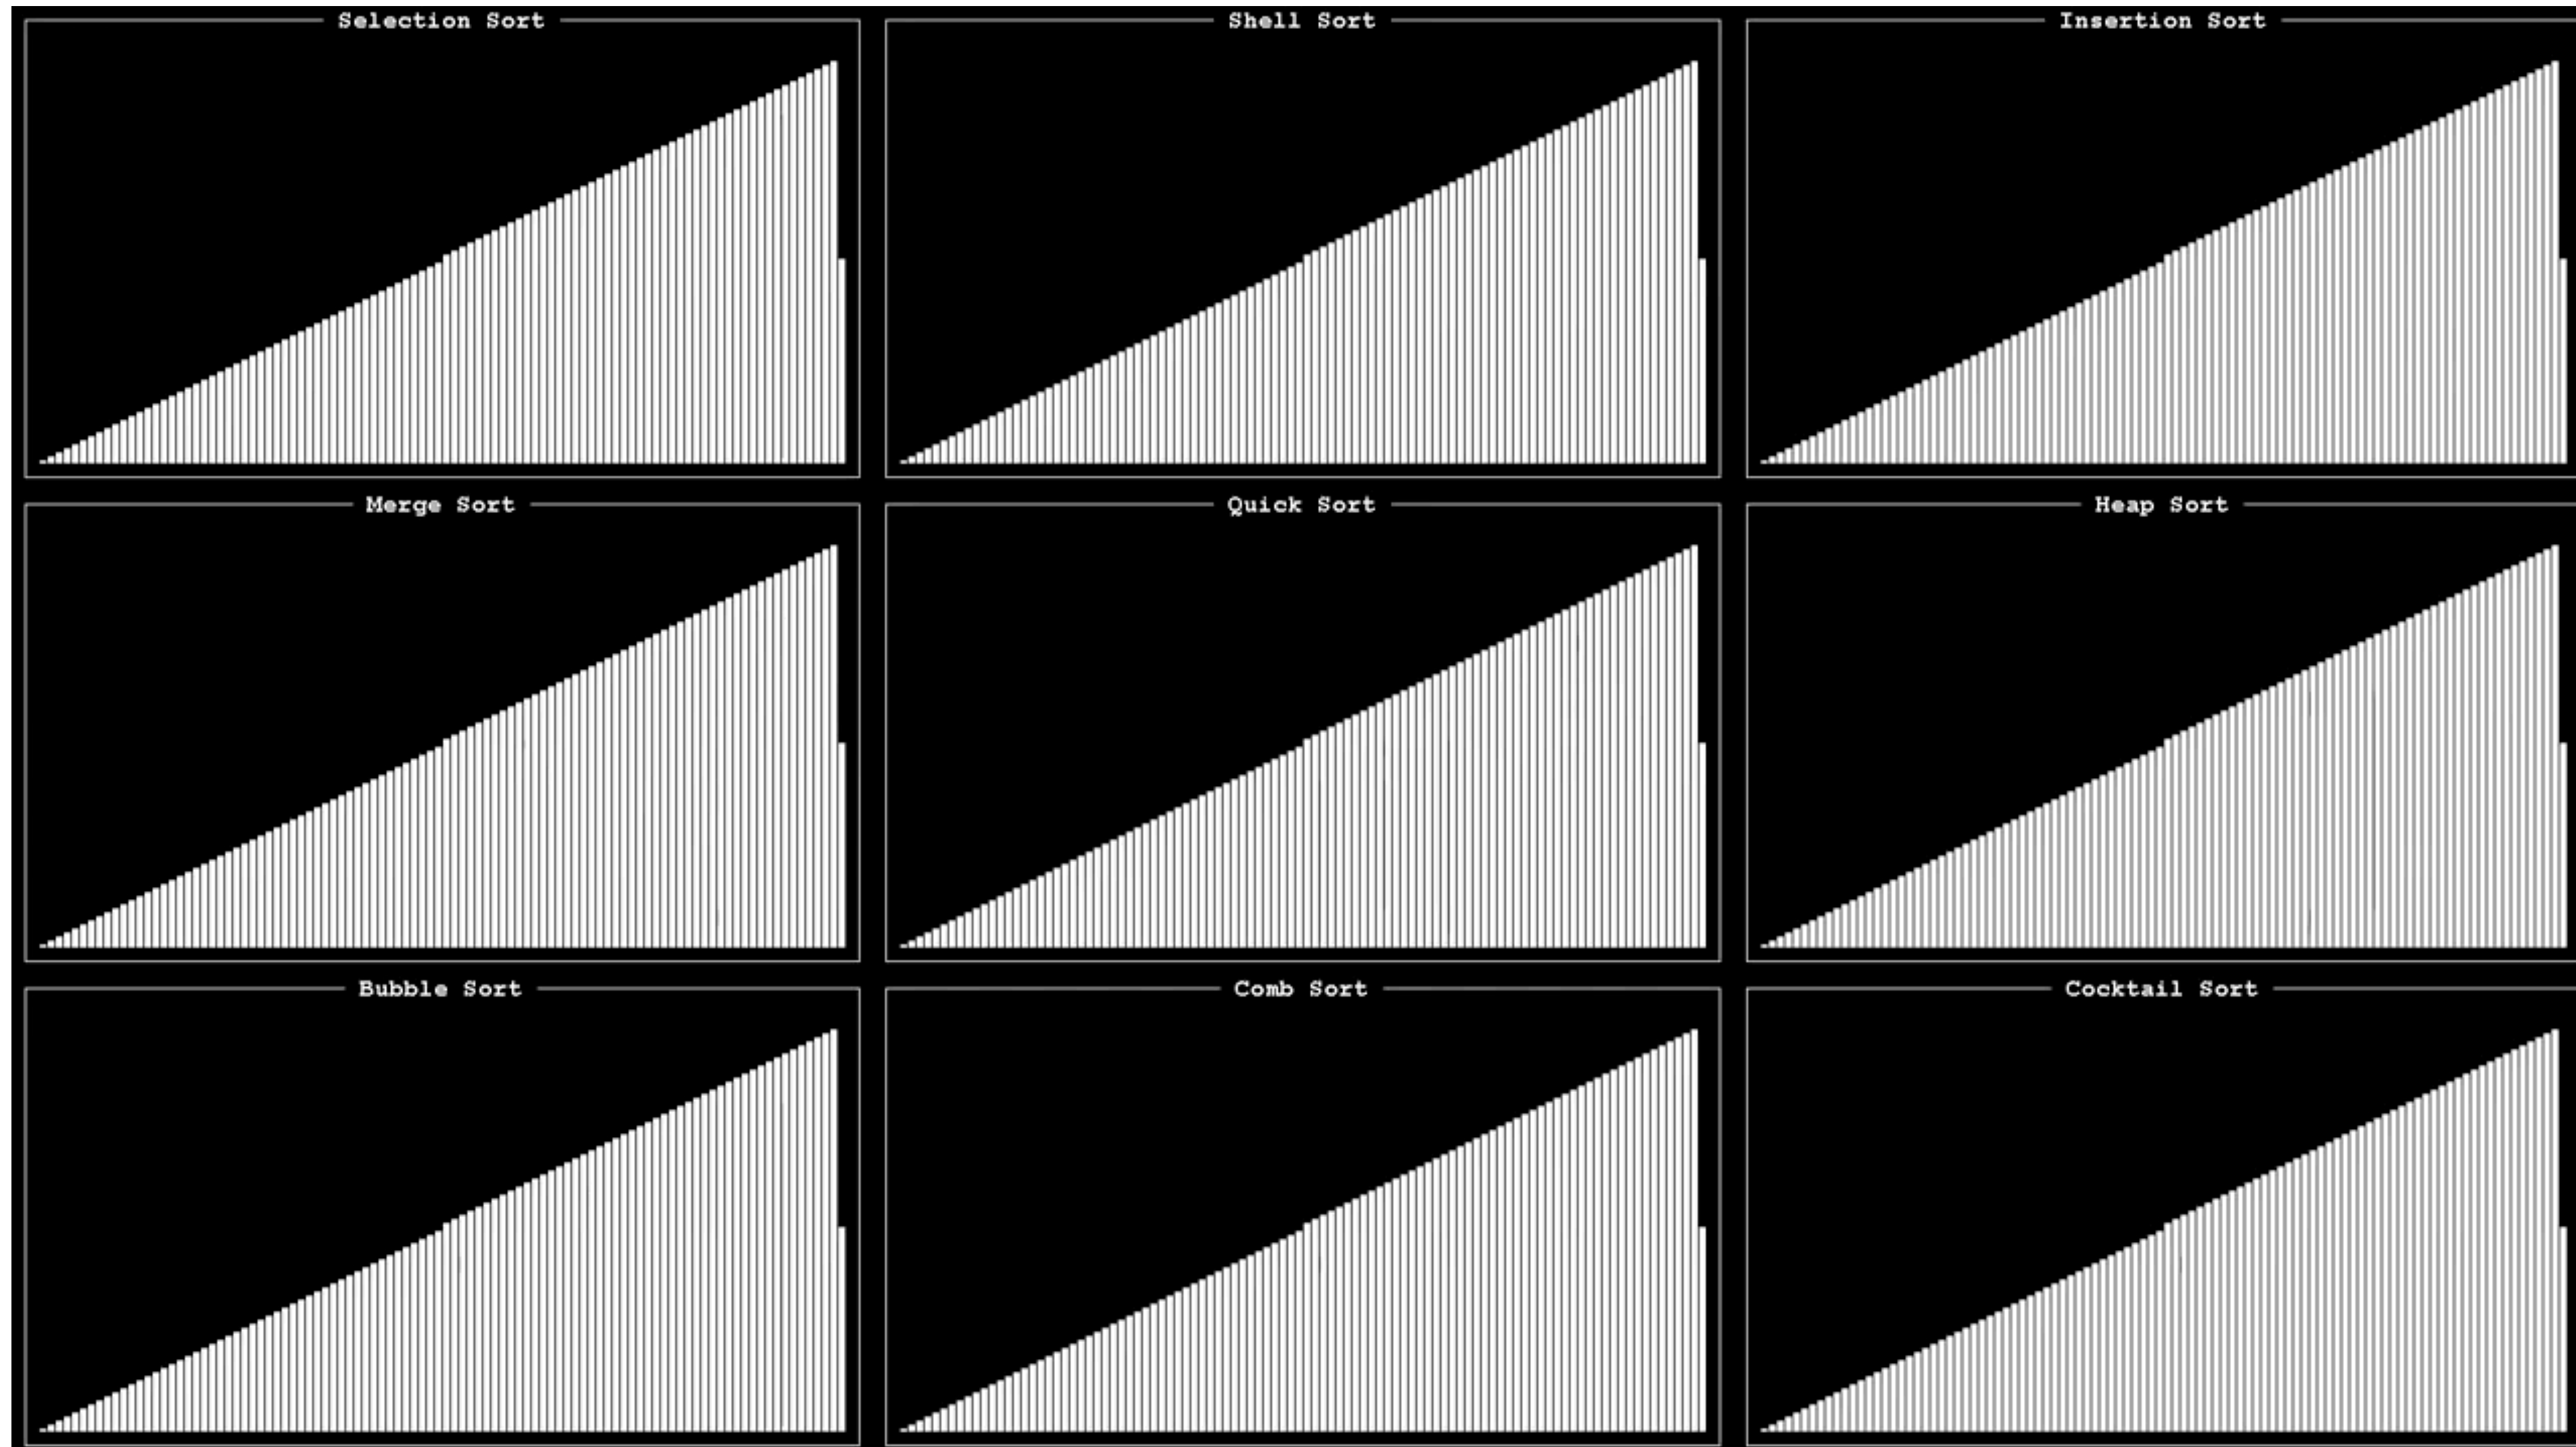 Selection Sort
Shell Sort
Insertion Sort
Merge Sort
Quick Sort
Heap Sort
Bubble Sort
Comb Sort
Cocktail Sort